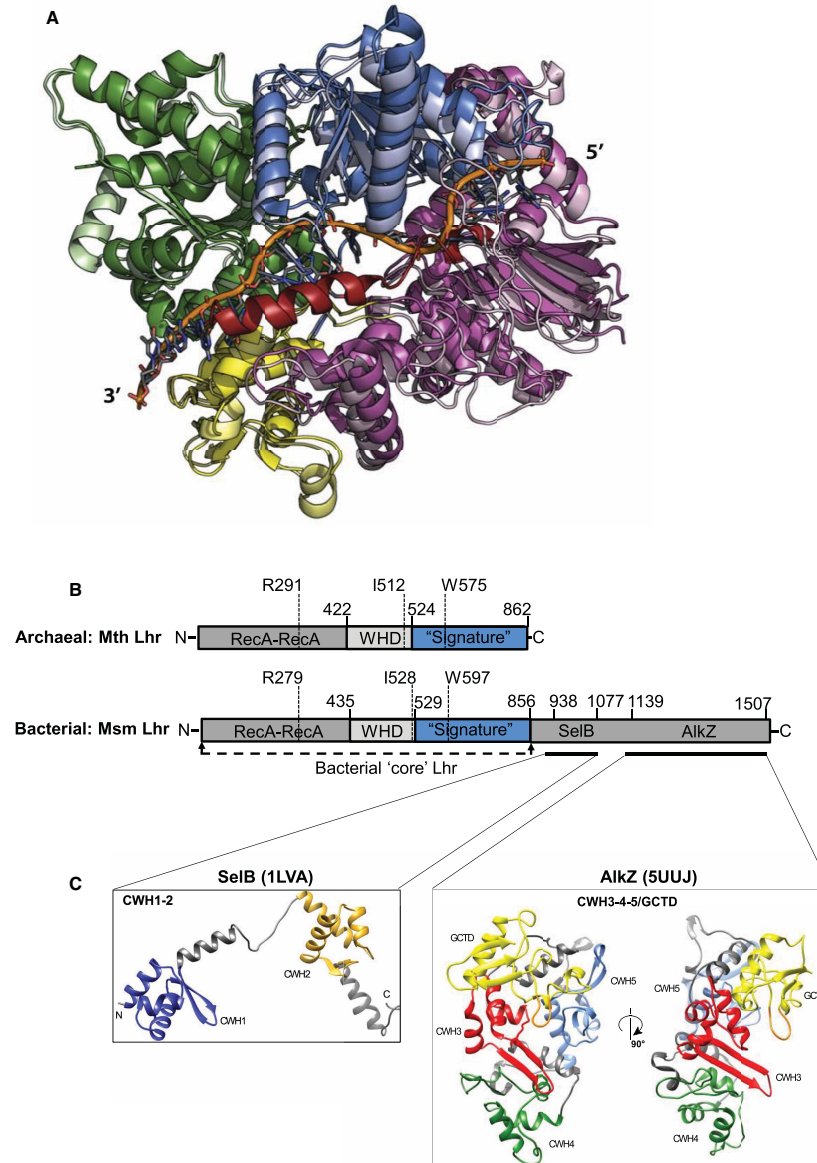 A
5′
3′
B
R291 I512 W575
422 524 862
Archaeal: Mth Lhr N RecA-RecA WHD "Signature" C
R279 I528 W597
435 529 856 938 1077 1139 1507
Bacterial: Msm Lhr N RecA-RecA WHD "Signature" SelB AlkZ C
Bacterial 'core' Lhr
C
SelB (1LVA) AlkZ (5UUJ)
CWH1-2 CWH3-4-5/GCTD
GCTD
CWH2 CWH5 CWH5 GC
C
N
CWH1 CWH3 90° CWH3
CWH4 CWH4